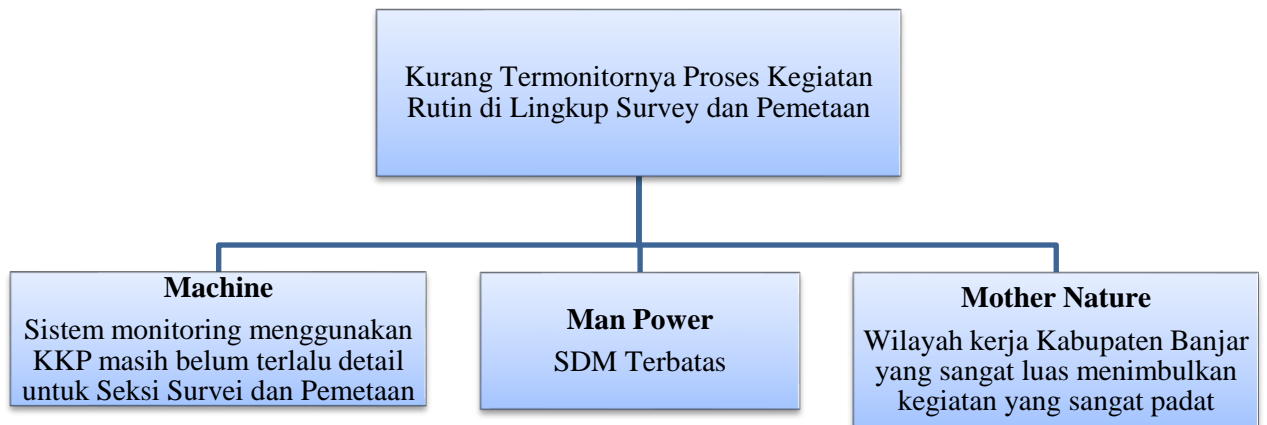 Kurang Termonitornya Proses Kegiatan
Rutin di Lingkup Survey dan Pemetaan
Machine
Sistem monitoring menggunakan
KKP masih belum terlalu detail
untuk Seksi Survei dan Pemetaan
Man Power
SDM Terbatas
Mother Nature
Wilayah kerja Kabupaten Banjar
yang sangat luas menimbulkan
kegiatan yang sangat padat